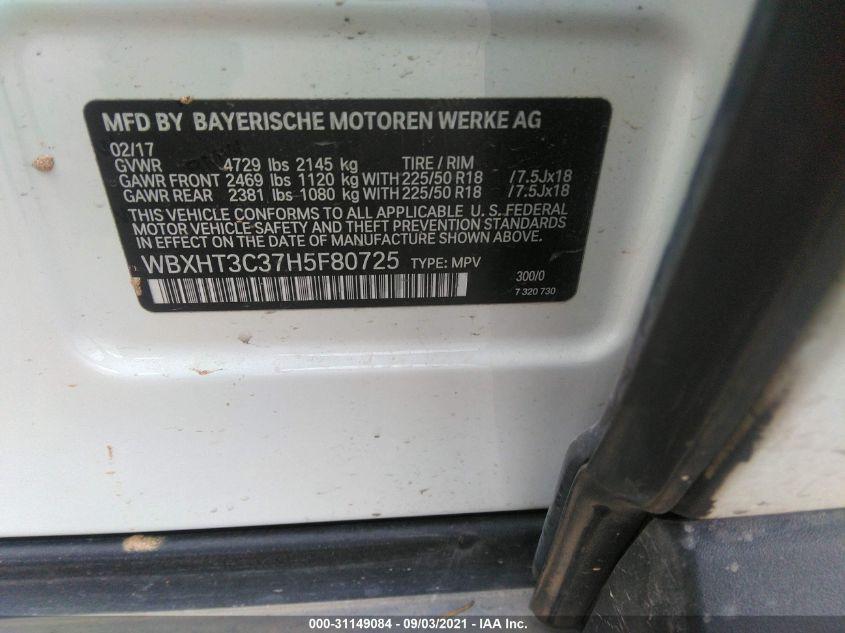 MFD BY BAYERISCHE MOTOREN WERKE AG
02/17
GVWR 4729 lbs 2145 kg TIRE / RIM
GAWR FRONT 2469 lbs 1120 kg WITH 225/50 R18 /7.5Jx18
GAWR REAR 2381 lbs 1080 kg WITH 225/50 R18 /7.5Jx18
THIS VEHICLE CONFORMS TO ALL APPLICABLE U. S. FEDERAL
MOTOR VEHICLE SAFETY AND THEFT PREVENTION STANDARDS
IN EFFECT ON THE DATE OF MANUFACTURE SHOWN ABOVE.
WBXHT3C37H5F80725 TYPE: MPV
300/0
7 320 730
000-31149084 - 09/03/2021 - IAA Inc.